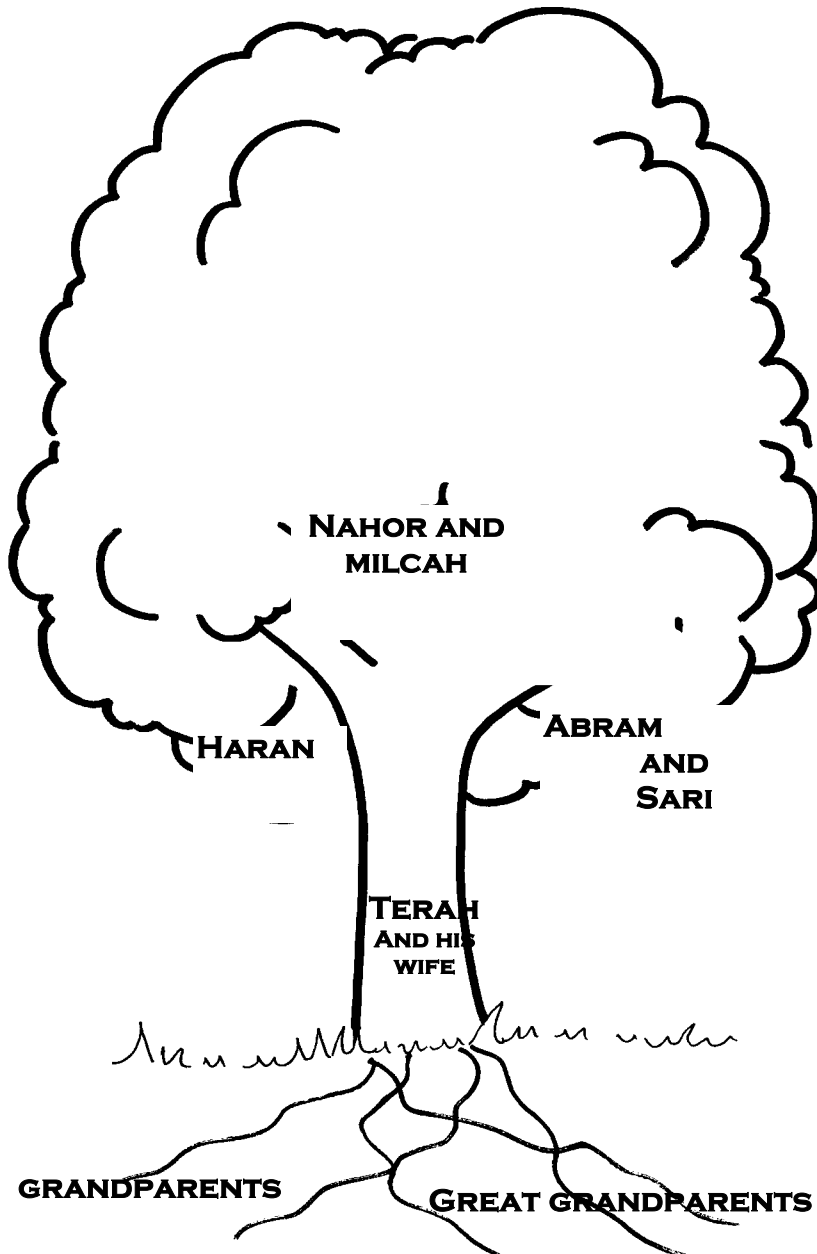 Nahor and
milcah
Haran
Abram
and
Sari
Terah
And his
wife
grandparents
Great grandparents